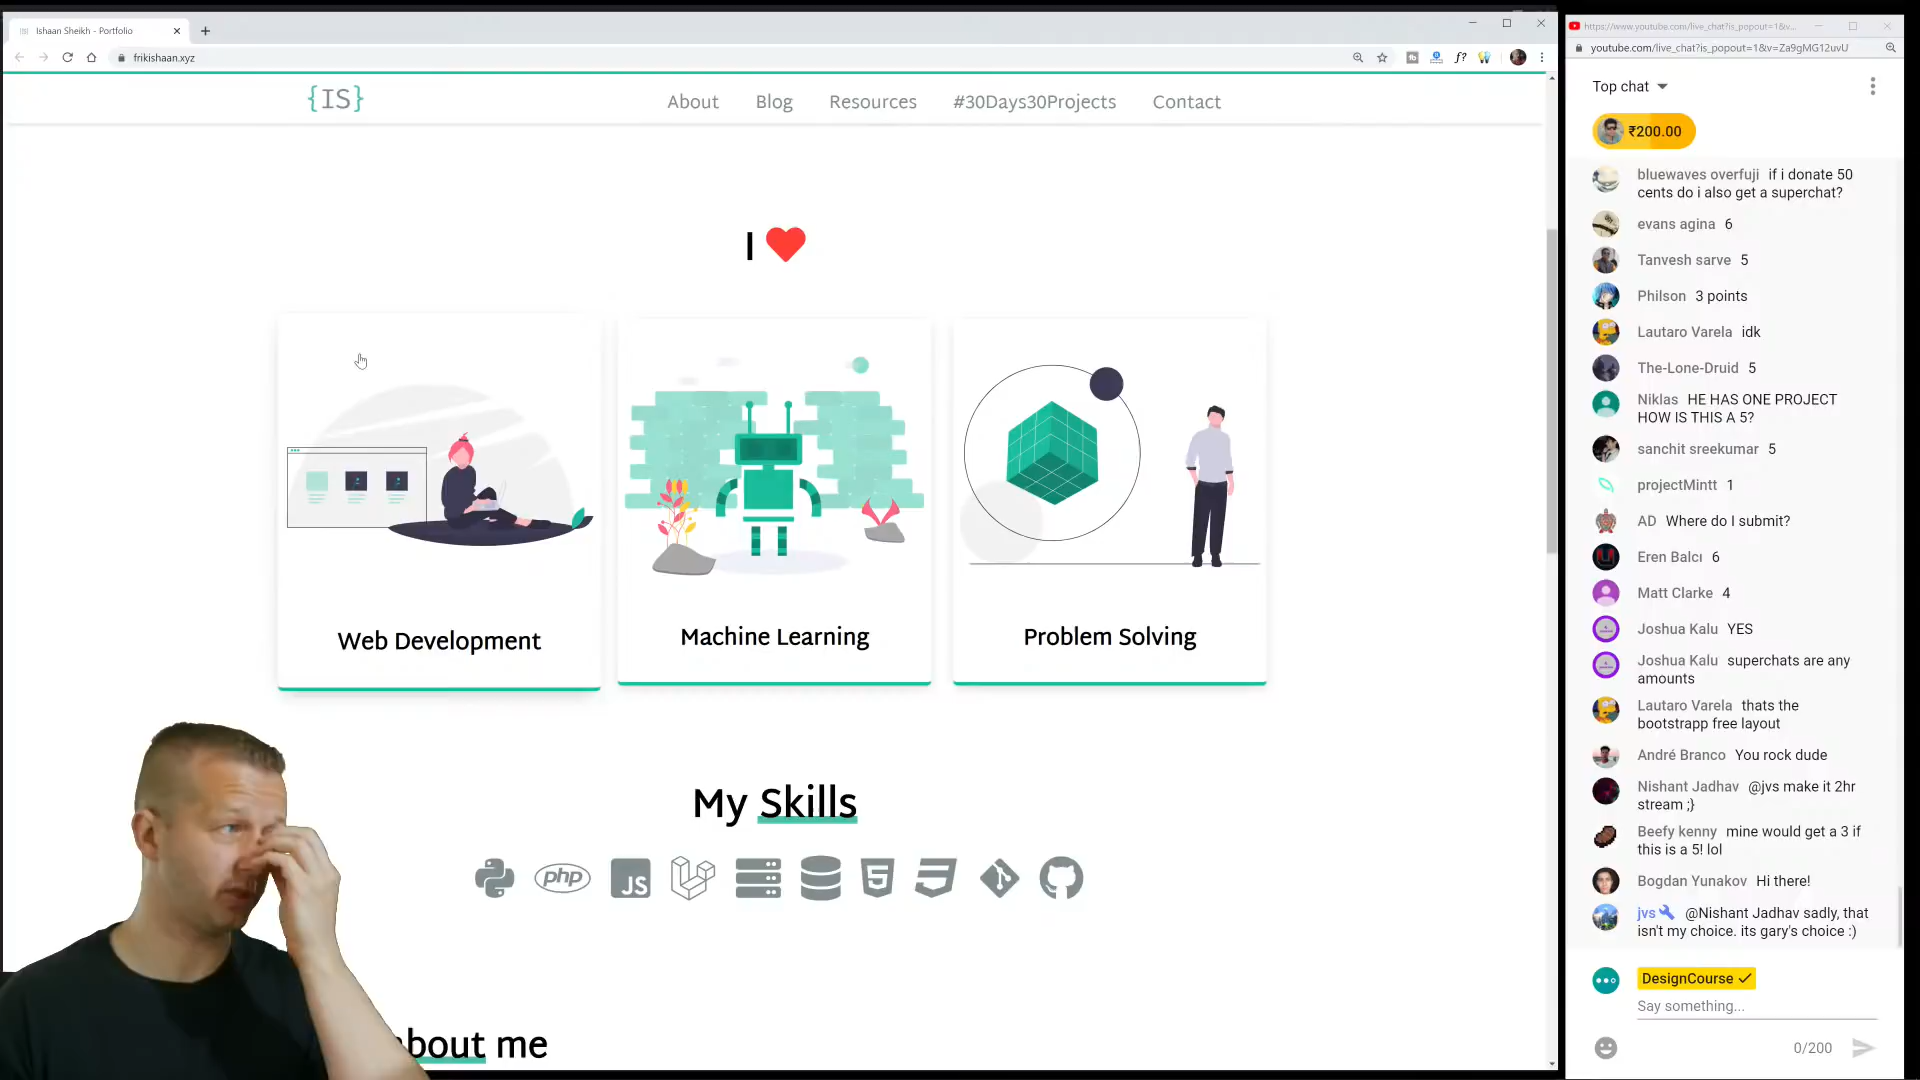 Ishaan Sheikh - Portfolio
frikishaan.xyz
{IS}
About
Blog
Resources
#30Days30Projects
Contact
I
Web Development
Machine Learning
Problem Solving
My Skills
php
JS
bout me
https://www.youtube.com/live_chat?is_popout=1&v...
youtube.com/live_chat?is_popout=1&v=Za9gMG12uvU
Top chat
₹200.00
bluewaves overfuji if i donate 50
cents do i also get a superchat?
evans agina 6
Tanvesh sarve 5
Philson 3 points
Lautaro Varela idk
The-Lone-Druid 5
Niklas HE HAS ONE PROJECT
HOW IS THIS A 5?
sanchit sreekumar 5
projectMintt 1
AD Where do I submit?
Eren Balcı 6
Matt Clarke 4
Joshua Kalu YES
Joshua Kalu superchats are any
amounts
Lautaro Varela thats the
bootstrapp free layout
André Branco You rock dude
Nishant Jadhav @jvs make it 2hr
stream ;}
Beefy kenny mine would get a 3 if
this is a 5! lol
Bogdan Yunakov Hi there!
jvs @Nishant Jadhav sadly, that
isn't my choice. its gary's choice :)
DesignCourse
Say something...
0/200